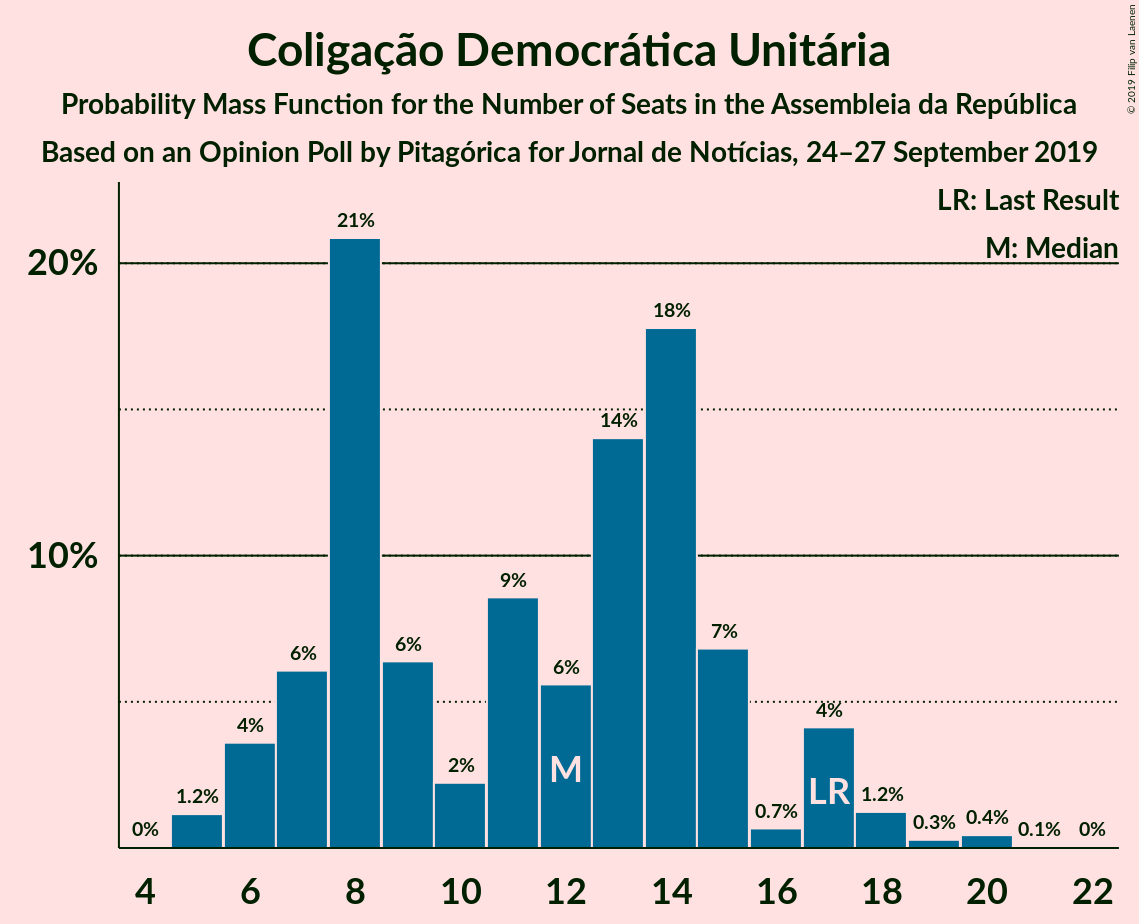 Coligação Democrática Unitária
Probability Mass Function for the Number of Seats in the Assembleia da República
Based on an Opinion Poll by Pitagórica for Jornal de Notícias, 24–27 September 2019
© 2019 Filip van Laenen
LR: Last Result
M: Median
20%
10%
0%
1.2%
4%
6%
21%
6%
2%
9%
6%
14%
18%
7%
0.7%
4%
1.2%
0.3%
0.4%
0.1%
0%
M
LR
4 6 8 10 12 14 16 18 20 22